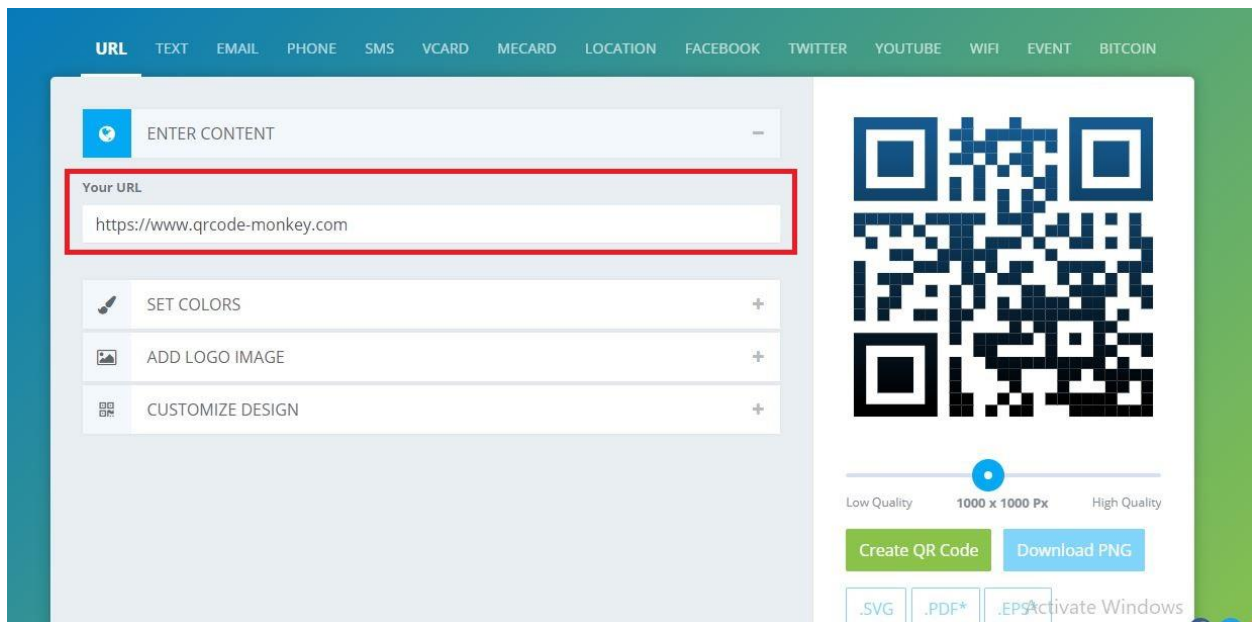 URL TEXT EMAIL PHONE SMS VCARD MECARD LOCATION FACEBOOK TWITTER YOUTUBE WIFI EVENT BITCOIN
ENTER CONTENT
Your URL
https://www.qrcode-monkey.com
SET COLORS
ADD LOGO IMAGE
CUSTOMIZE DESIGN
Low Quality 1000 x 1000 Px High Quality
Create QR Code Download PNG
.SVG .PDF* .EPS* Activate Windows